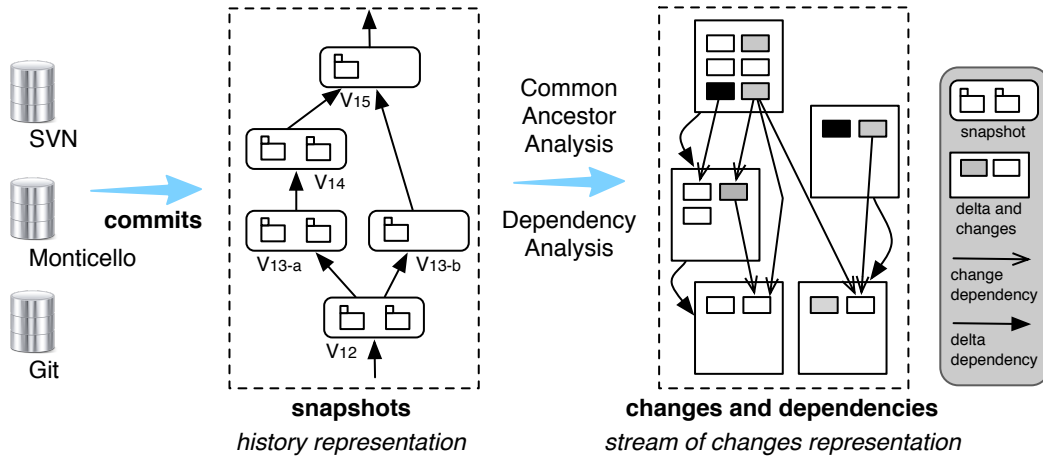 SVN
Monticello
Git
commits
V15
V14
V13-a
V13-b
V12
snapshots
history representation
Common
Ancestor
Analysis
Dependency
Analysis
changes and dependencies
stream of changes representation
snapshot
delta and
changes
change
dependency
delta
dependency